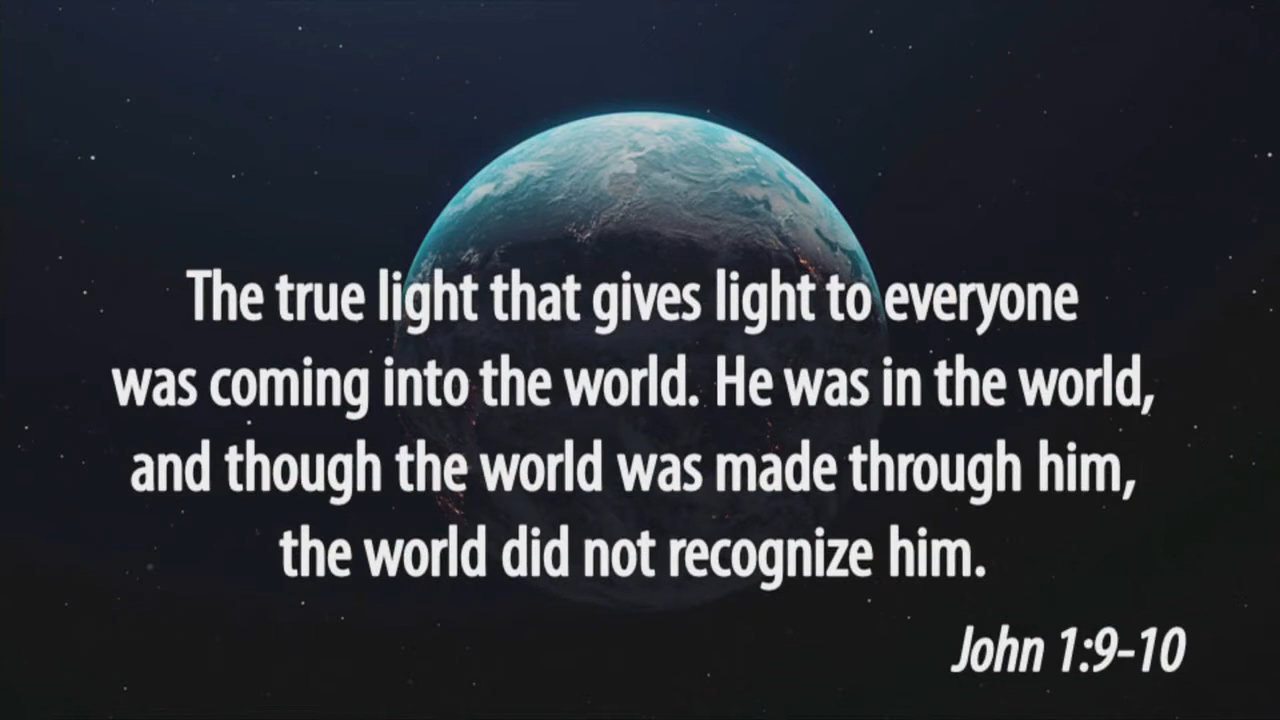 The true light that gives light to everyone
was coming into the world. He was in the world,
and though the world was made through him,
the world did not recognize him.
John 1:9-10